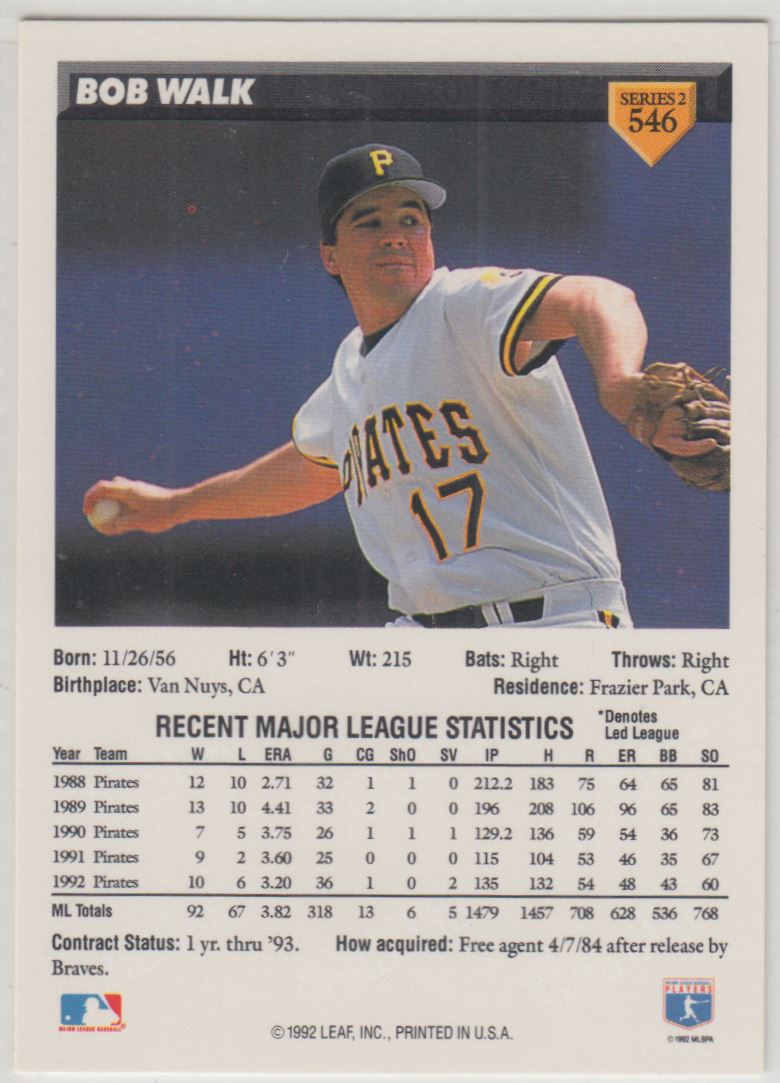 BOB WALK
SERIES 2
546
P
PIRATES
17
Born: 11/26/56 Ht: 6'3" Wt: 215 Bats: Right Throws: Right
Birthplace: Van Nuys, CA Residence: Frazier Park, CA
RECENT MAJOR LEAGUE STATISTICS *Denotes
Led League
Year Team W L ERA G CG ShO SV IP H R ER BB SO
1988 Pirates 12 10 2.71 32 1 1 0 212.2 183 75 64 65 81
1989 Pirates 13 10 4.41 33 2 0 0 196 208 106 96 65 83
1990 Pirates 7 5 3.75 26 1 1 1 129.2 136 59 54 36 73
1991 Pirates 9 2 3.60 25 0 0 0 115 104 53 46 35 67
1992 Pirates 10 6 3.20 36 1 0 2 135 132 54 48 43 60
ML Totals 92 67 3.82 318 13 6 5 1479 1457 708 628 536 768
Contract Status: 1 yr. thru '93. How acquired: Free agent 4/7/84 after release by
Braves.
MAJOR LEAGUE BASEBALL
©1992 LEAF, INC., PRINTED IN U.S.A.
MAJOR LEAGUE BASEBALL
PLAYERS
©1992 MLBPA